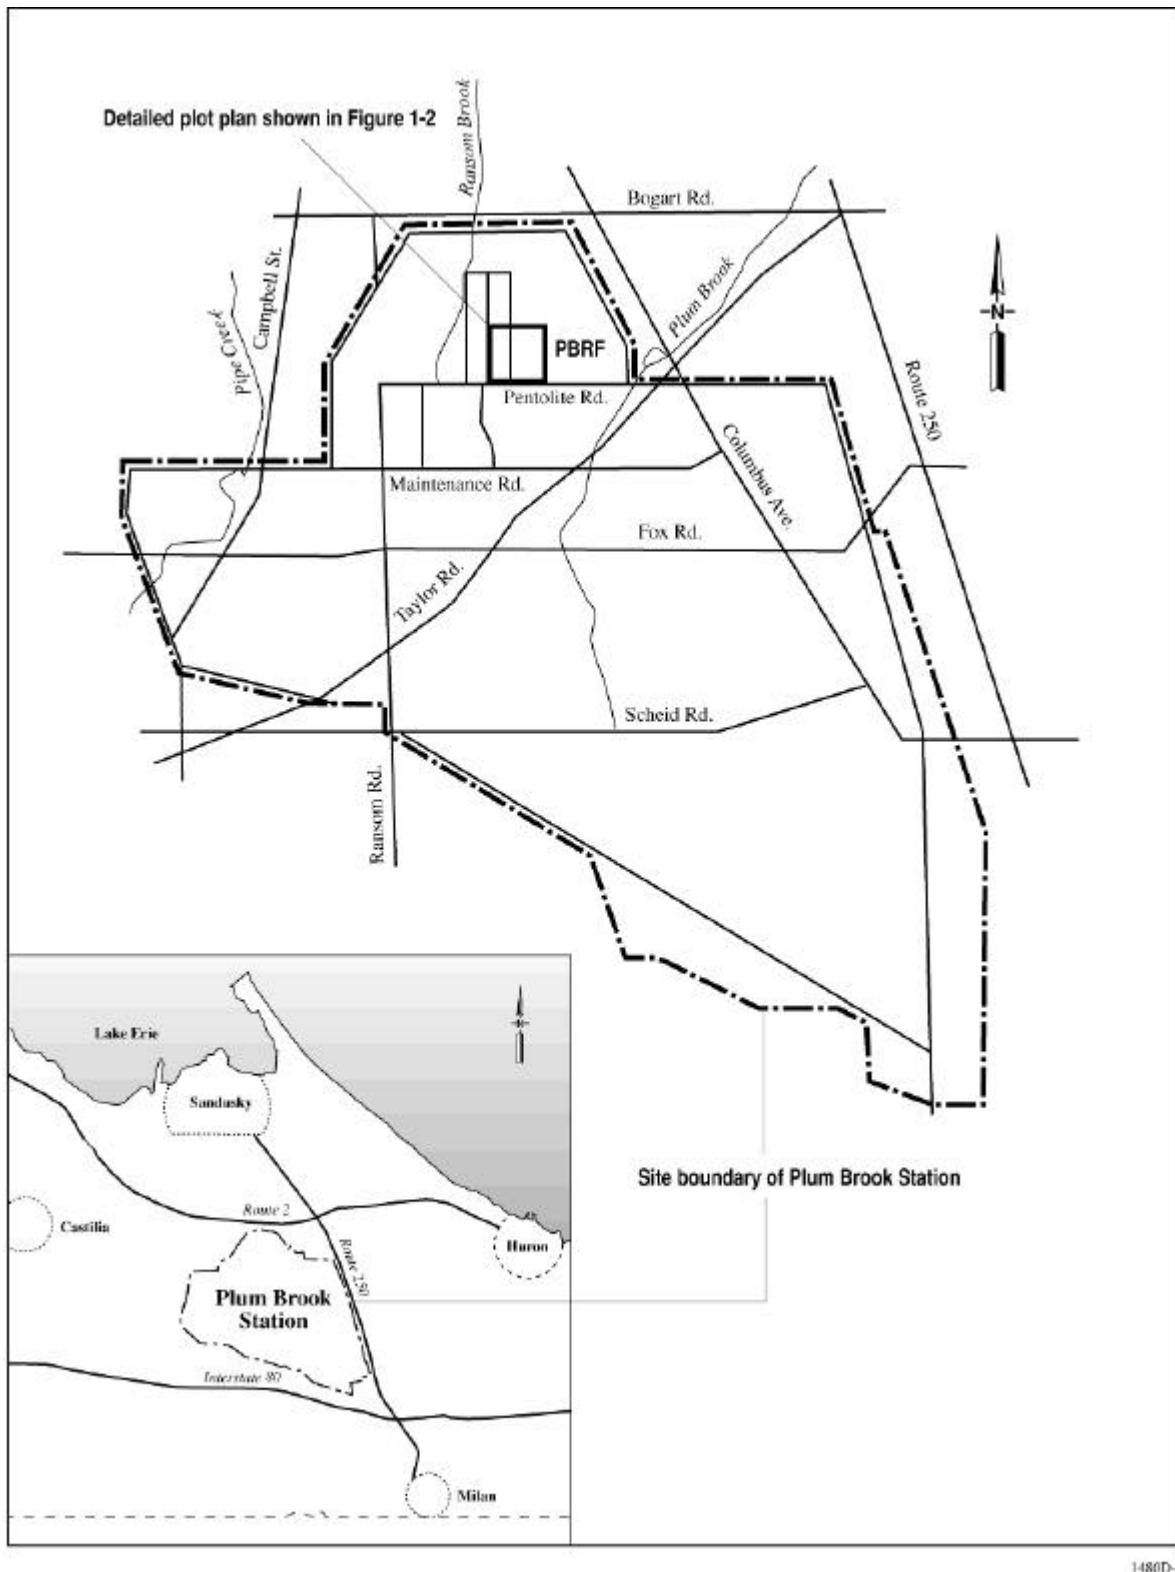 Detailed plot plan shown in Figure 1-2
Ransom Brook
Bogart Rd.
Campbell St.
Pipe Creek
Plum Brook
N
PBRF
Route 250
Pentolite Rd.
Columbus Ave.
Maintenance Rd.
Fox Rd.
Taylor Rd.
Scheid Rd.
Ransom Rd.
Lake Erie
Sandusky
Site boundary of Plum Brook Station
Route 2
Castilia
Huron
Route 250
Plum Brook
Station
Interstate 80
Milan
1480D-